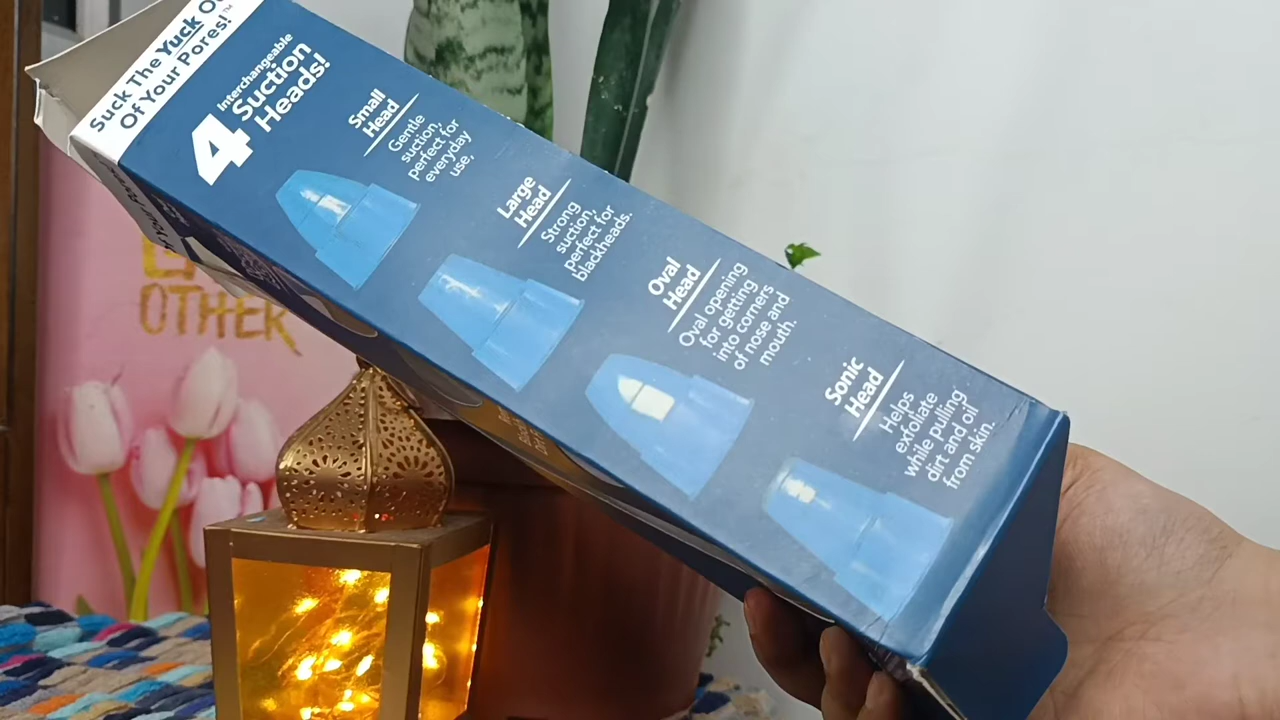 Suck The Yuck
Of Your Pores!™
4
Interchangeable
Suction
Heads!
Small
Head
Gentle
suction,
perfect for
everyday
use,
Large
Head
Strong
suction,
perfect for
blackheads.
Oval
Head
Oval opening
for getting
into corners
of nose and
mouth.
Sonic
Head
Helps
exfoliate
while pulling
dirt and oil
from skin.
OTHER